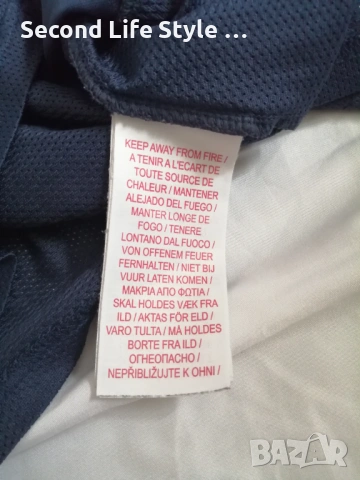 Second Life Style ...
KEEP AWAY FROM FIRE /
A TENIR A L'ECART DE
TOUTE SOURCE DE
CHALEUR / MANTENER
ALEJADO DEL FUEGO /
MANTER LONGE DE
FOGO / TENERE
LONTANO DAL FUOCO /
VON OFFENEM FEUER
FERNHALTEN / NIET BIJ
VUUR LATEN KOMEN /
ΜΑΚΡΙΑ ΑΠΟ ΦΩΤΙΑ /
SKAL HOLDES VÆK FRA
ILD / AKTAS FÖR ELD /
VARO TULTA / MÅ HOLDES
BORTE FRA ILD /
ОГНЕОПАСНО /
NEPŘIBLIŽUJTE K OHNI /
BAZAR